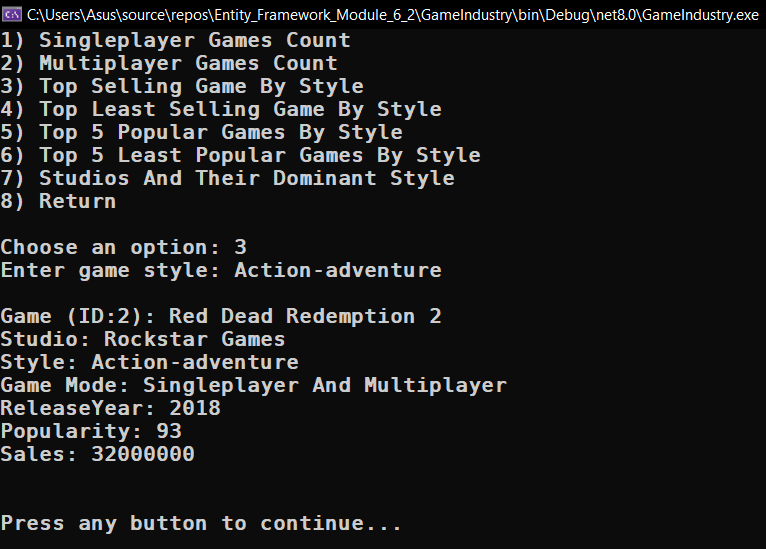 C:\Users\Asus\source\repos\Entity_Framework_Module_6_2\GameIndustry\bin\Debug\net8.0\GameIndustry.exe
1) Singleplayer Games Count
2) Multiplayer Games Count
3) Top Selling Game By Style
4) Top Least Selling Game By Style
5) Top 5 Popular Games By Style
6) Top 5 Least Popular Games By Style
7) Studios And Their Dominant Style
8) Return
Choose an option: 3
Enter game style: Action-adventure
Game (ID:2): Red Dead Redemption 2
Studio: Rockstar Games
Style: Action-adventure
Game Mode: Singleplayer And Multiplayer
ReleaseYear: 2018
Popularity: 93
Sales: 32000000
Press any button to continue...